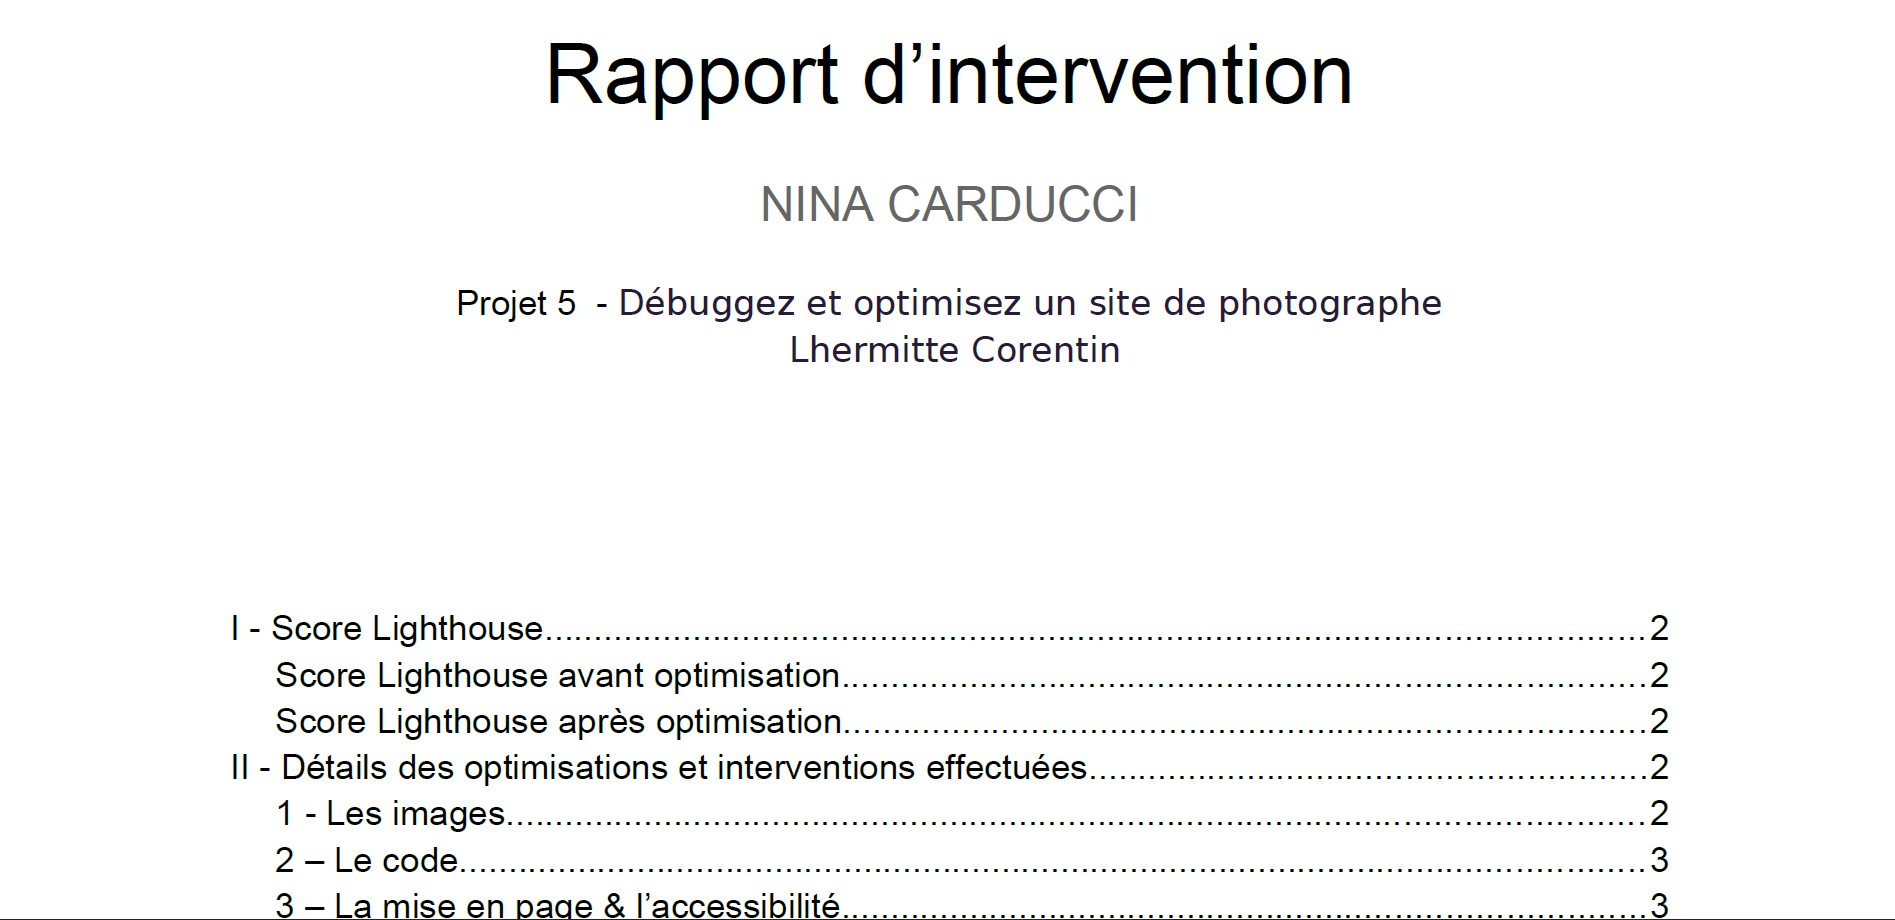 Rapport d’intervention
NINA CARDUCCI
Projet 5  - Débuggez et optimisez un site de photographe
Lhermitte Corentin
I - Score Lighthouse....................................................................................................................2
Score Lighthouse avant optimisation.....................................................................................2
Score Lighthouse après optimisation.....................................................................................2
II - Détails des optimisations et interventions effectuées...........................................................2
1 - Les images........................................................................................................................2
2 – Le code.............................................................................................................................3
3 – La mise en page & l’accessibilité.....................................................................................3